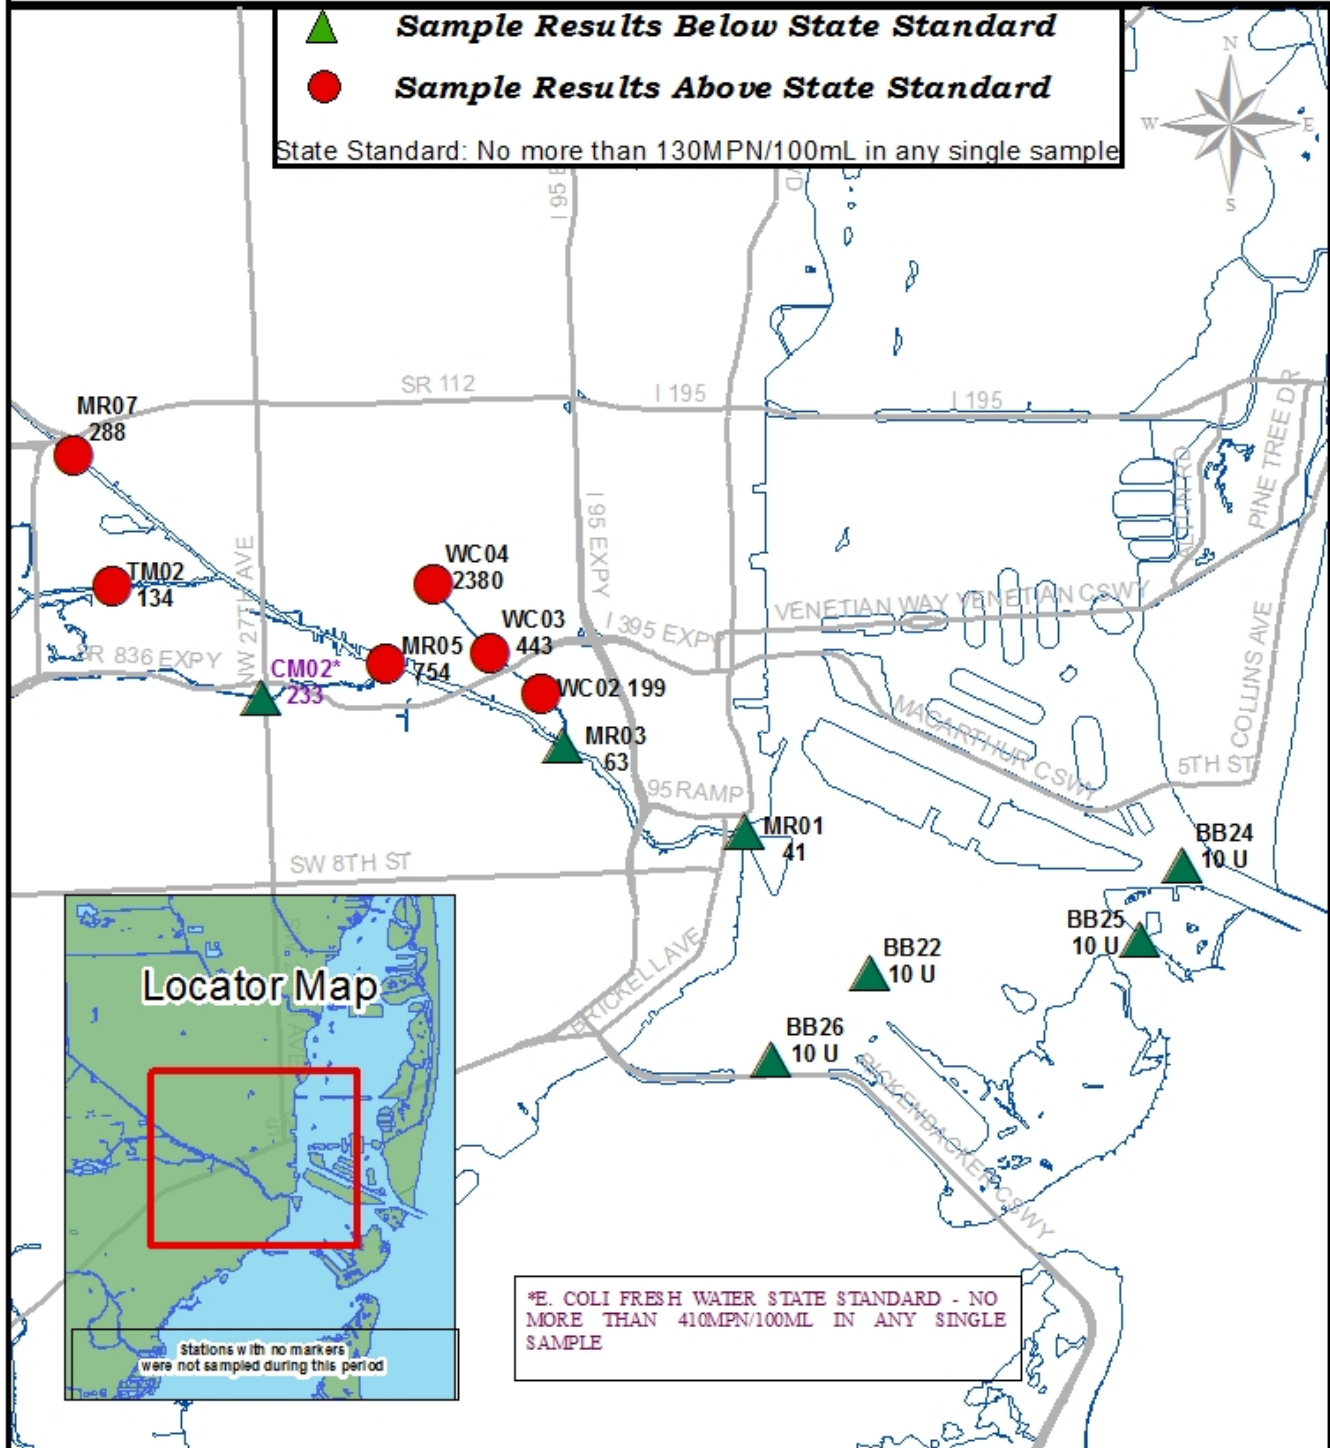 Sample Results Below State Standard
Sample Results Above State Standard
State Standard: No more than 130MPN/100mL in any single sample
N
W
E
S
I 95 E
VD
SR 112
I 195
I 195
MR07
288
PINE TREE DR
ALTON RD
I 95 EXPY
NW 27TH AVE
TM02
134
WC04
2380
WC03
443
I 395 EXPY
VENETIAN WAY
VENETIAN CSWY
MR05
754
SR 836 EXPY
CM02*
233
WC02 199
MACARTHUR CSWY
COLLINS AVE
MR03
63
95 RAMP
5TH ST
MR01
41
BB24
10 U
SW 8TH ST
BB25
10 U
BB22
10 U
BRICKELL AVE
BB26
10 U
RICKENBACKER CSWY
Locator Map
AVE
Stations with no markers
were not sampled during this period
*E. COLI FRESH WATER STATE STANDARD - NO
MORE THAN 410MPN/100ML IN ANY SINGLE
SAMPLE